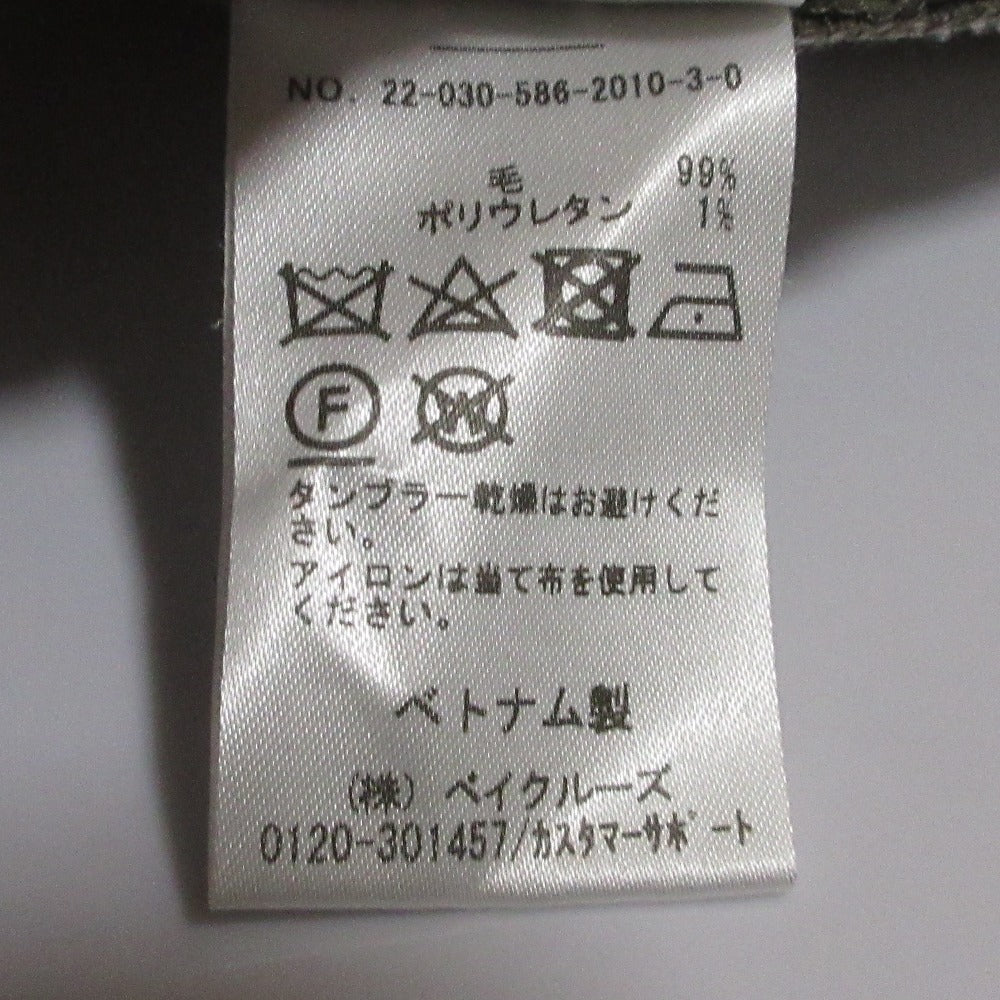 NO. 22-030-586-2010-3-0
毛 99%
ポリウレタン 1%
F W
タンブラー乾燥はお避けくだ
さい。
アイロンは当て布を使用して
ください。
ベトナム製
(株) ベイクルーズ
0120-301457/カスタマーサポート